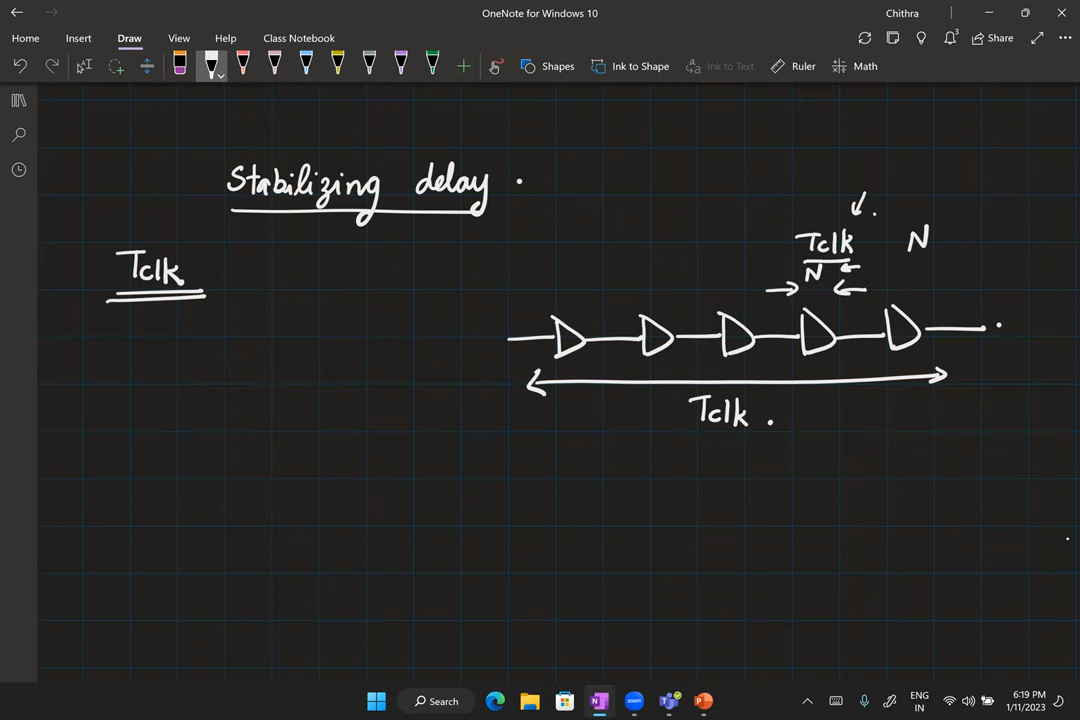 OneNote for Windows 10
Chithra
Home Insert Draw View Help Class Notebook
3 Share
Shapes Ink to Shape Ink to Text Ruler Math
Stabilizing delay .
Tclk
Tclk N
N
Tclk .
Search
ENG
IN
6:19 PM
1/11/2023